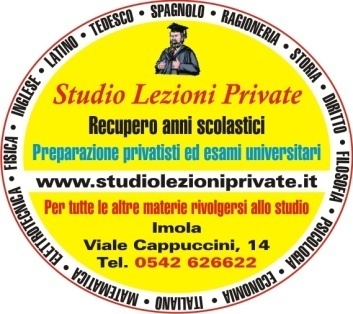 INGLESE • LATINO • TEDESCO • SPAGNOLO • RAGIONERIA • STORIA • DIRITTO • FILOSOFIA • PSICOLOGIA • ECONOMIA • ITALIANO • MATEMATICA • ELETTROTECNICA • FISICA •
Studio Lezioni Private
Recupero anni scolastici
Preparazione privatisti ed esami universitari
www.studiolezioniprivate.it
Per tutte le altre materie rivolgersi allo studio
Imola
Viale Cappuccini, 14
Tel. 0542 626622